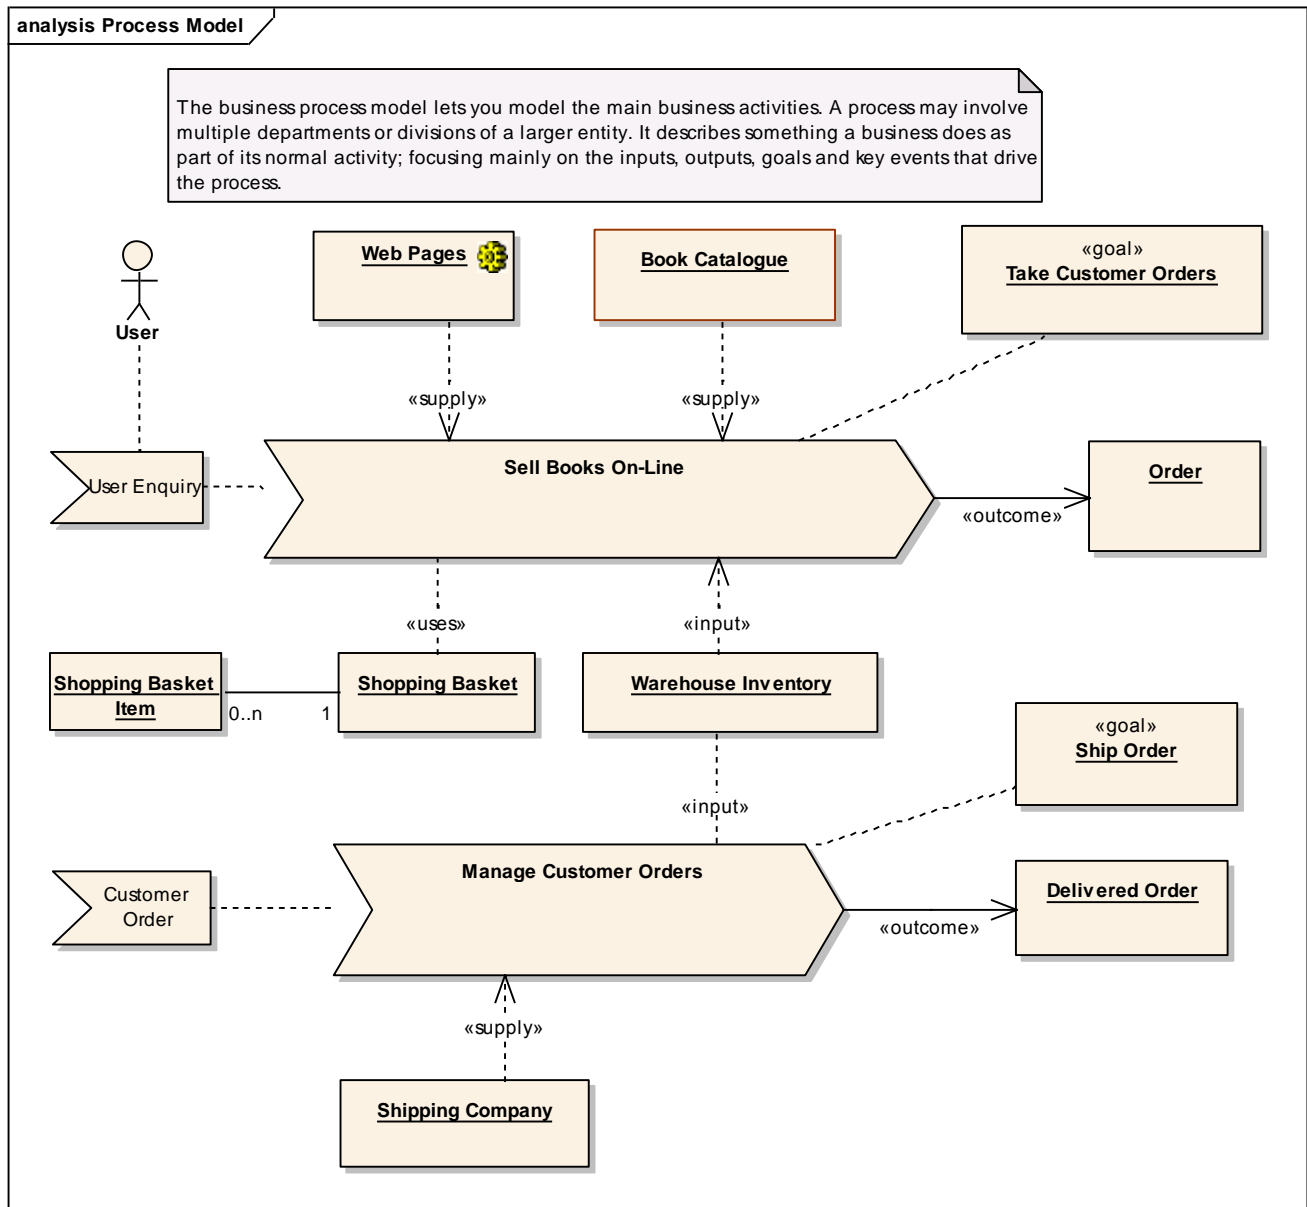 analysis Process Model
The business process model lets you model the main business activities. A process may involve
multiple departments or divisions of a larger entity. It describes something a business does as
part of its normal activity; focusing mainly on the inputs, outputs, goals and key events that drive
the process.
User
Web Pages
Book Catalogue
«goal»
Take Customer Orders
«supply»
«supply»
User Enquiry
Sell Books On-Line
Order
«outcome»
«uses»
«input»
Shopping Basket
Item
0..n
1
Shopping Basket
Warehouse Inventory
«goal»
Ship Order
«input»
Customer
Order
Manage Customer Orders
Delivered Order
«outcome»
«supply»
Shipping Company